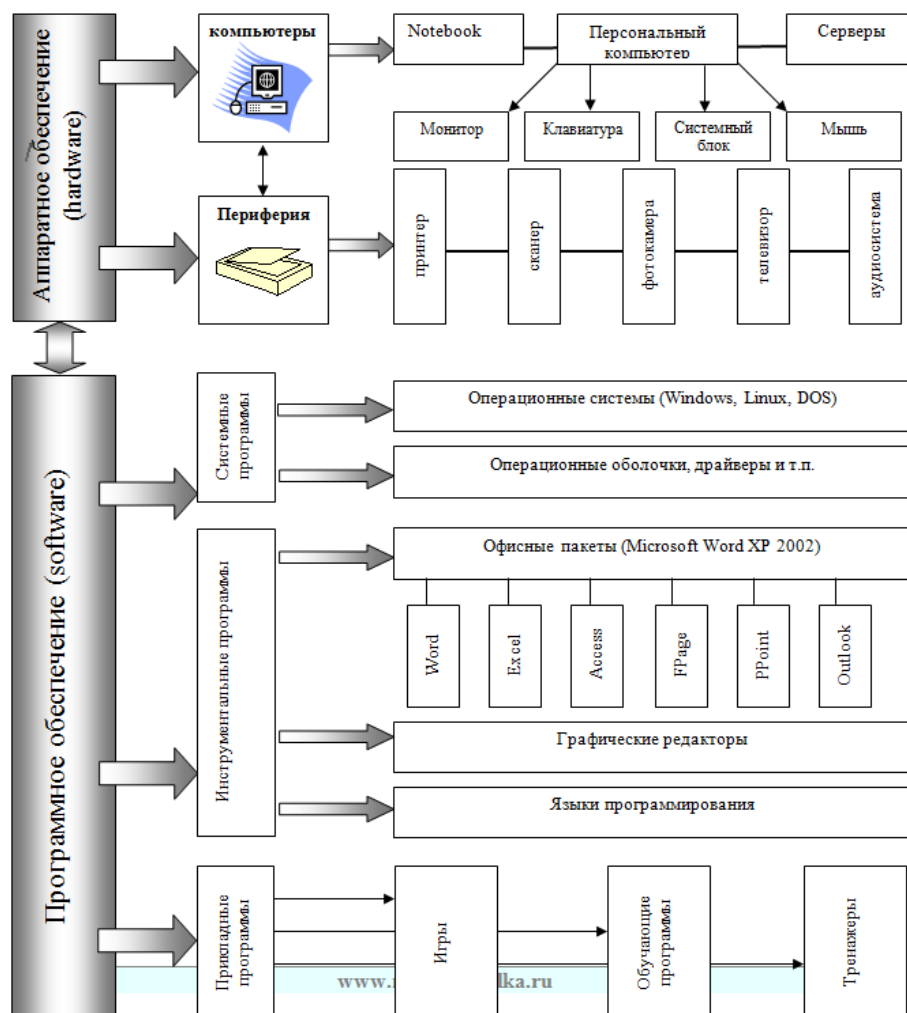 Аппаратное обеспечение
(hardware)
компьютеры
Notebook
Персональный
компьютер
Серверы
Монитор
Клавиатура
Системный
блок
Мышь
Периферия
принтер
сканер
фотокамера
телевизор
аудиосистема
Программное обеспечение (software)
Системные
программы
Операционные системы (Windows, Linux, DOS)
Операционные оболочки, драйверы и т.п.
Инструментальные программы
Офисные пакеты (Microsoft Word XP 2002)
Word
Excel
Access
FPage
PPoint
Outlook
Графические редакторы
Языки программирования
Прикладные
программы
Игры
Обучающие
программы
Тренажеры